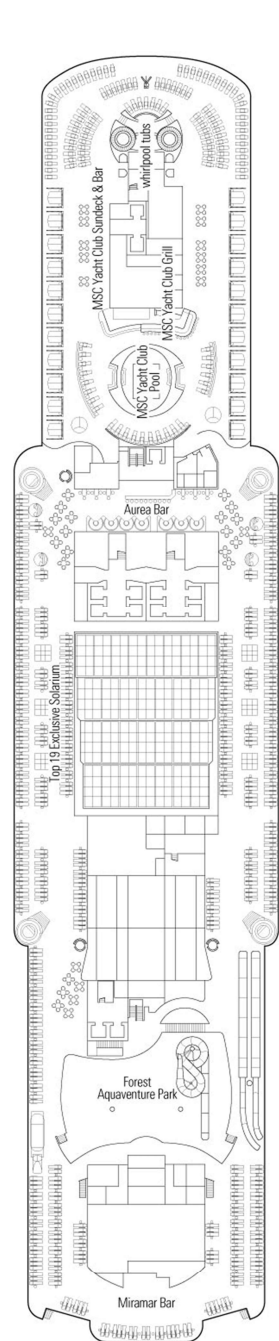 whirlpool tubs
MSC Yacht Club Sundeck & Bar
MSC Yacht Club Grill
MSC Yacht Club
Pool
Aurea Bar
Top 19 Exclusive Solarium
Forest
Aquaventure Park
Miramar Bar